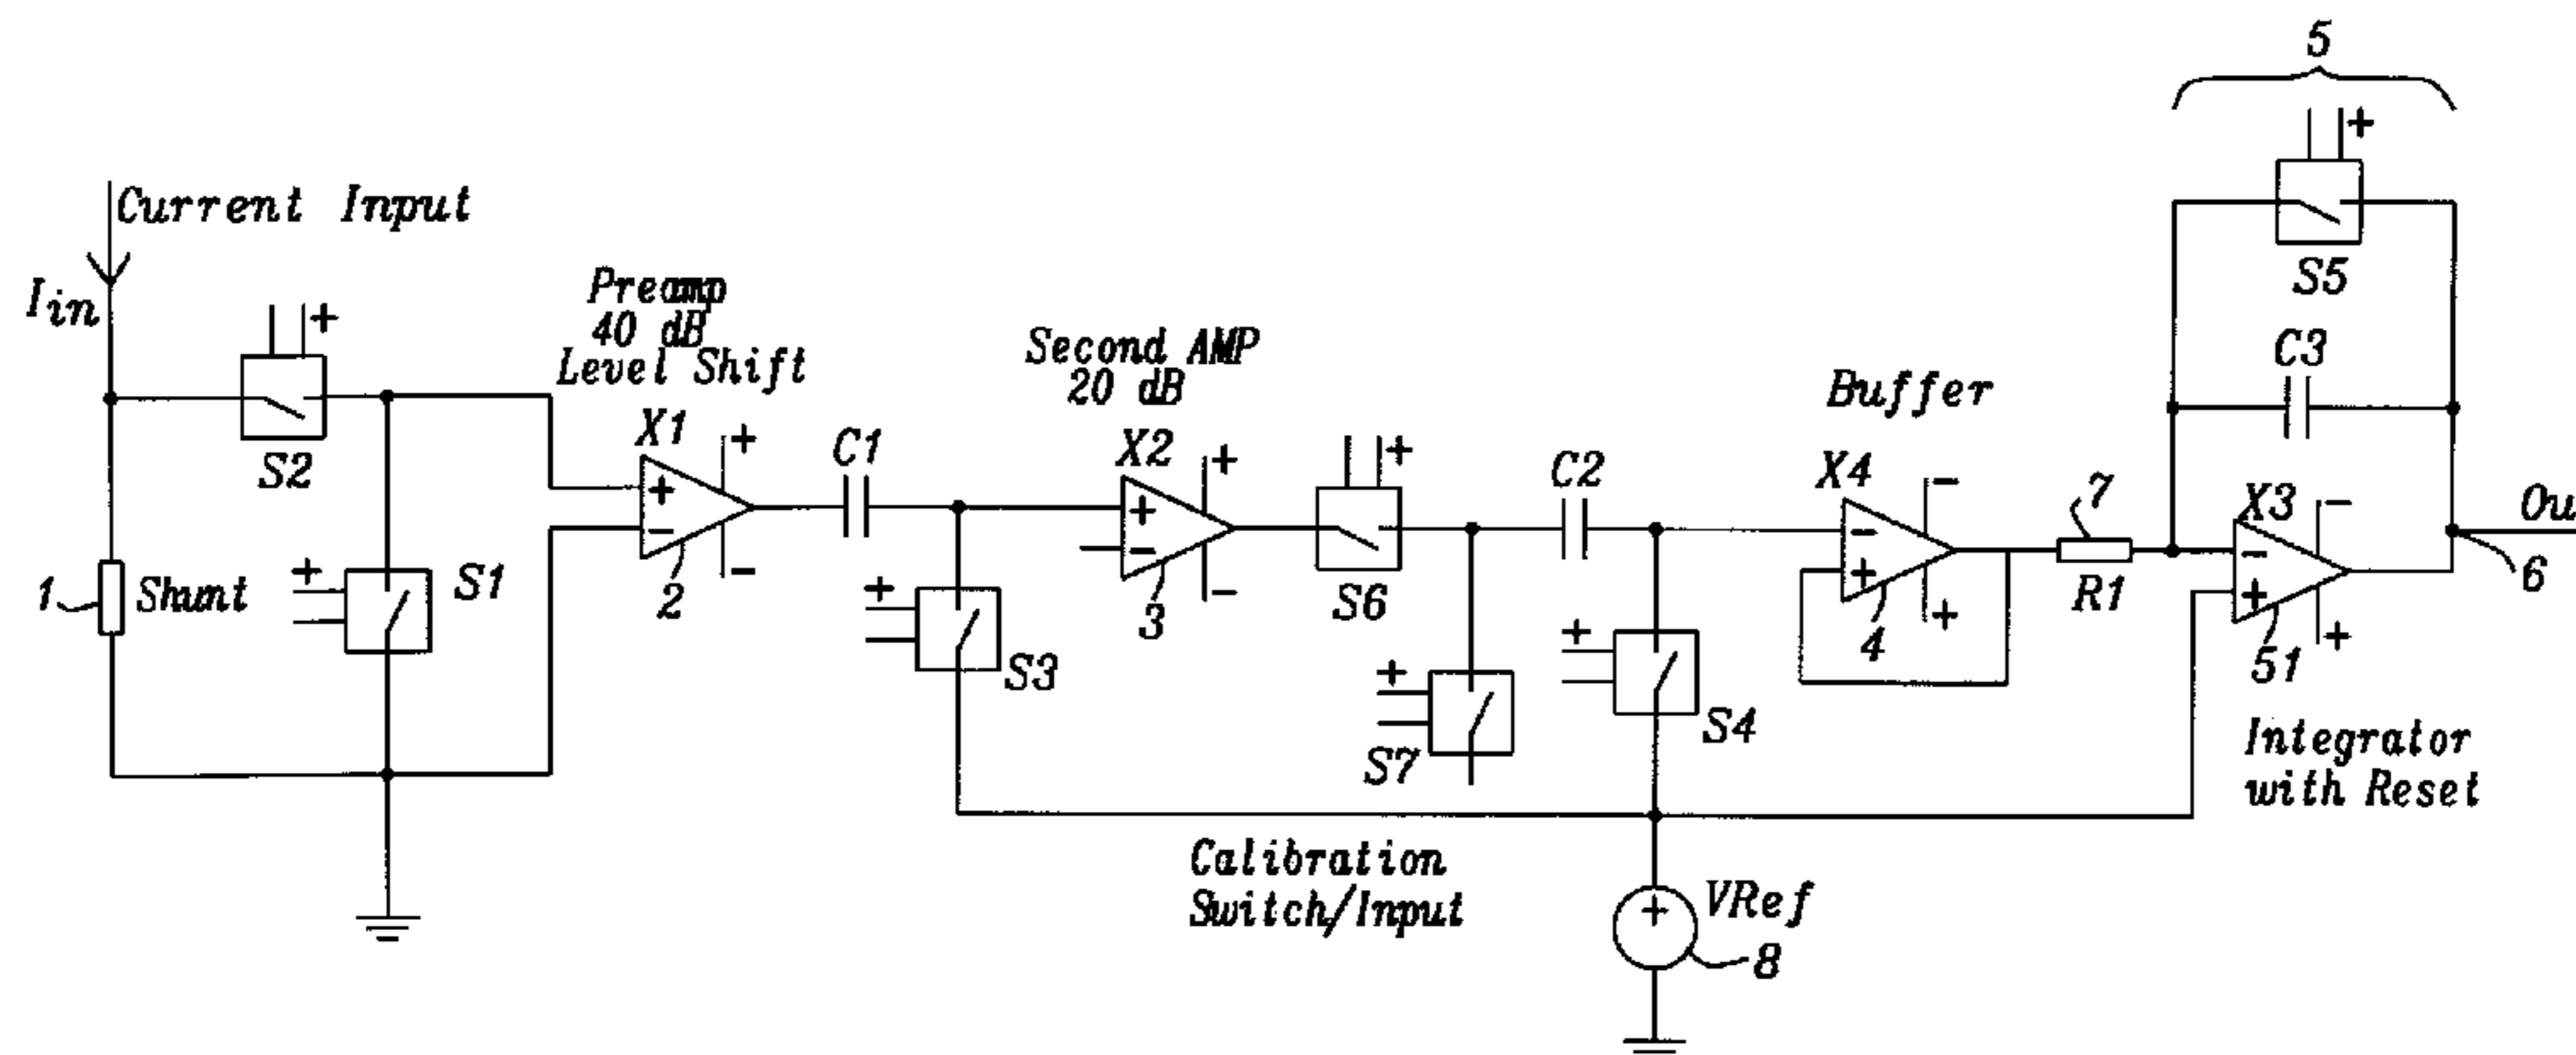 5
+
S5
Current Input
Iin
+
S2
Preamp
40 dB
Level Shift
X1
+
+
-
-
2
C1
Second AMP
20 dB
X2
+
+
-
-
3
+
S6
C2
Buffer
X4
-
-
+
+
4
7
R1
C3
X3
-
-
+
+
51
Ou
6
1
Shunt
+
S1
+
S3
+
S7
+
S4
Integrator
with Reset
Calibration
Switch/Input
+
VRef
8